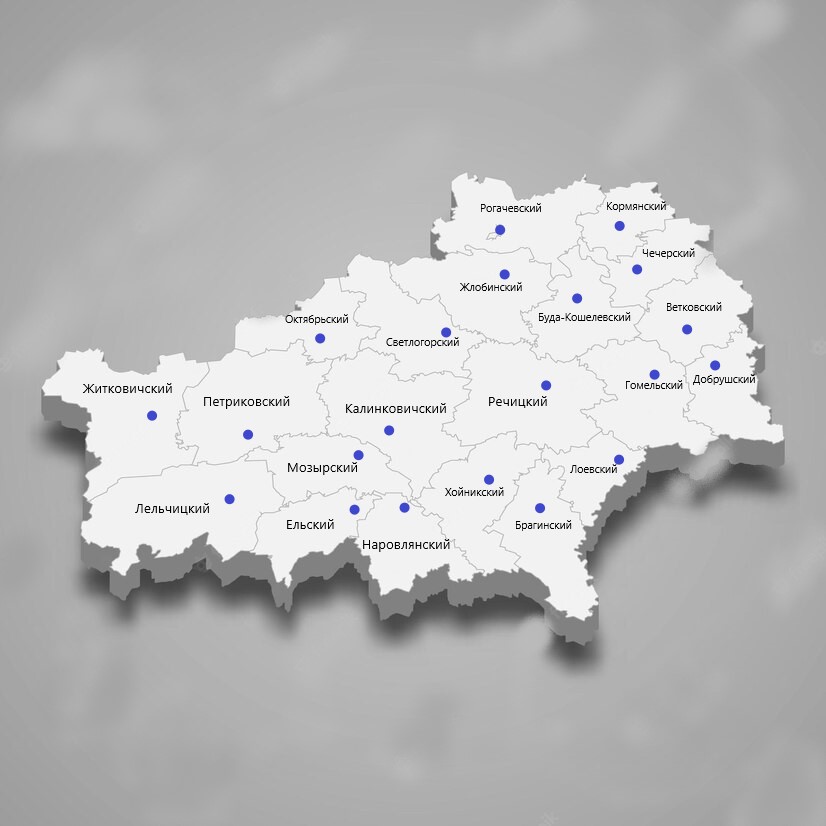 Рогачевский
Кормянский
Чечерский
Жлобинский
Ветковский
Буда-Кошелевский
Октябрьский
Светлогорский
Добрушский
Гомельский
Житковичский
Петриковский
Речицкий
Калинковичский
Мозырский
Лоевский
Хойникский
Лельчицкий
Ельский
Брагинский
Наровлянский